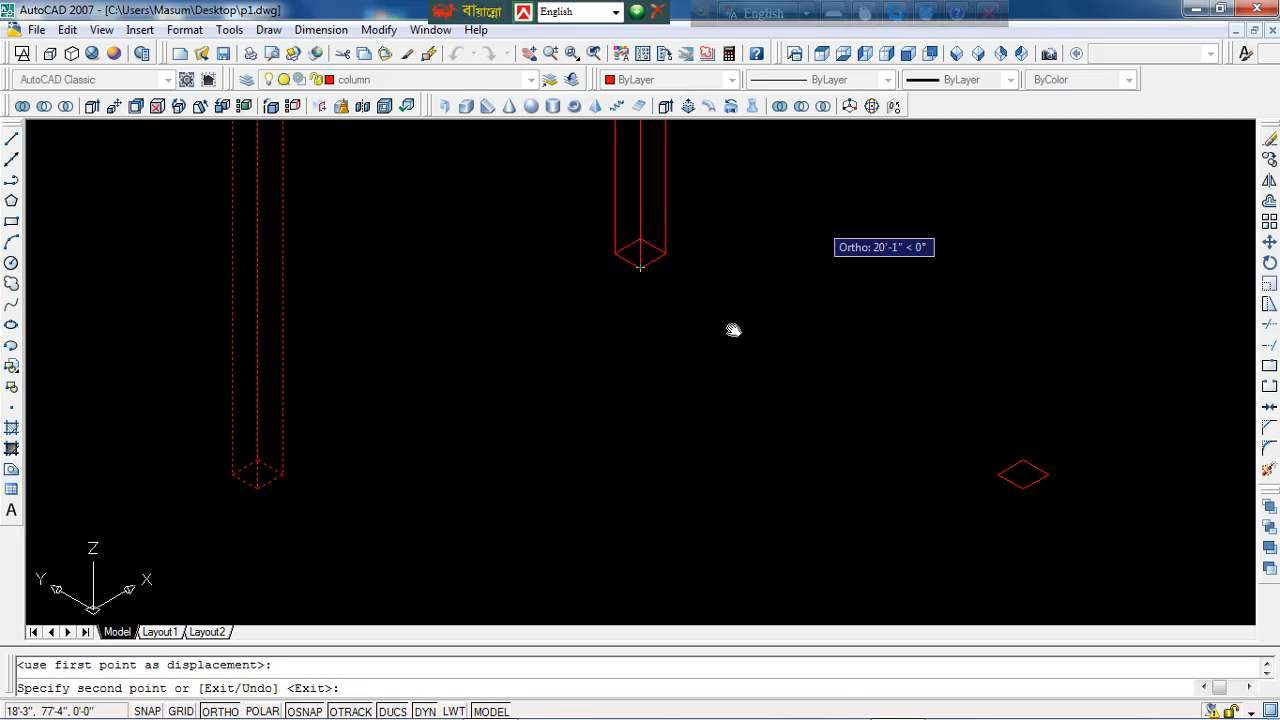 AutoCAD 2007 - [C:\Users\Masum\Desktop\p1.dwg]
বায়ান্নো English
English
File Edit View Insert Format Tools Draw Dimension Modify Window Help
AutoCAD Classic column ByLayer ByLayer ByLayer ByColor
Ortho: 20'-1" < 0°
Z
Y X
Model Layout1 Layout2
<use first point as displacement>:
Specify second point or [Exit/Undo] <Exit>:
18'-3", 77'-4", 0'-0" SNAP GRID ORTHO POLAR OSNAP OTRACK DUCS DYN LWT MODEL